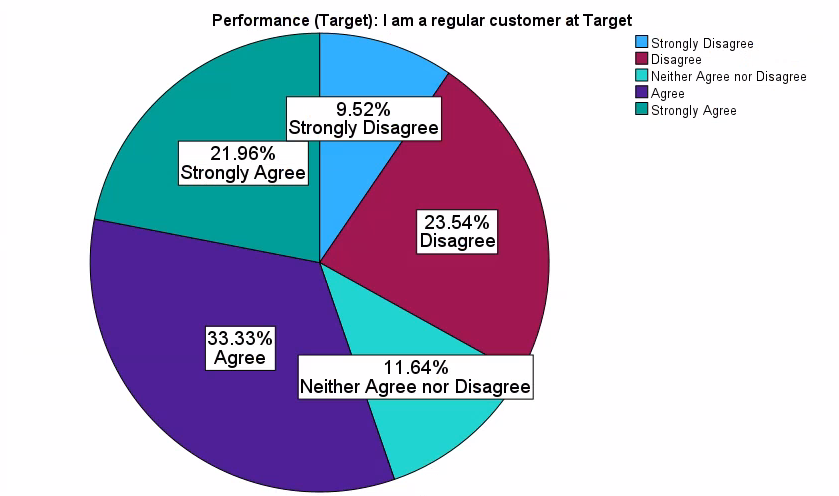 Performance (Target): I am a regular customer at Target
Strongly Disagree
Disagree
Neither Agree nor Disagree
Agree
Strongly Agree
9.52%
Strongly Disagree
21.96%
Strongly Agree
23.54%
Disagree
33.33%
Agree
11.64%
Neither Agree nor Disagree